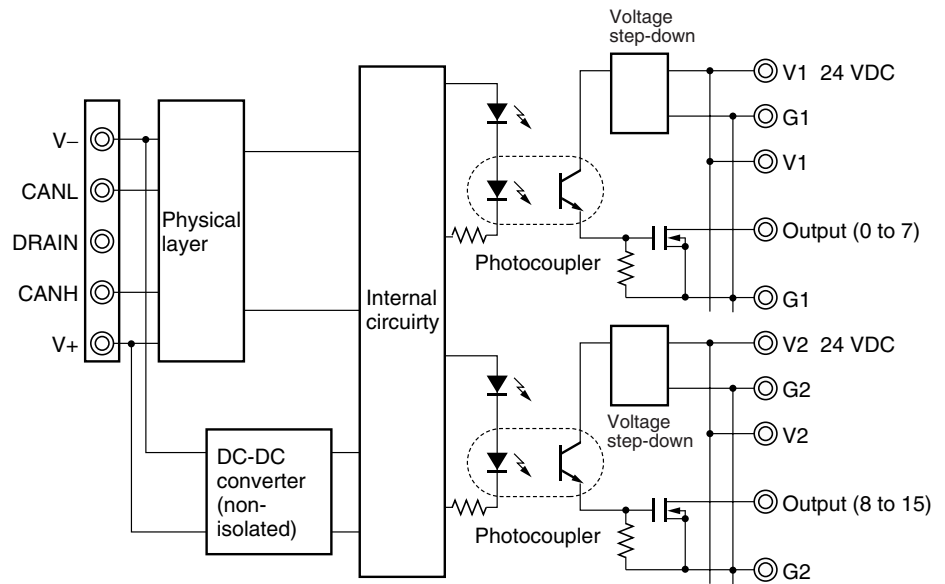 V–
CANL
DRAIN
CANH
V+
Physical
layer
DC-DC
converter
(non-
isolated)
Internal
circuirty
Voltage
step-down
Photocoupler
V1 24 VDC
G1
V1
Output (0 to 7)
G1
Voltage
step-down
Photocoupler
V2 24 VDC
G2
V2
Output (8 to 15)
G2